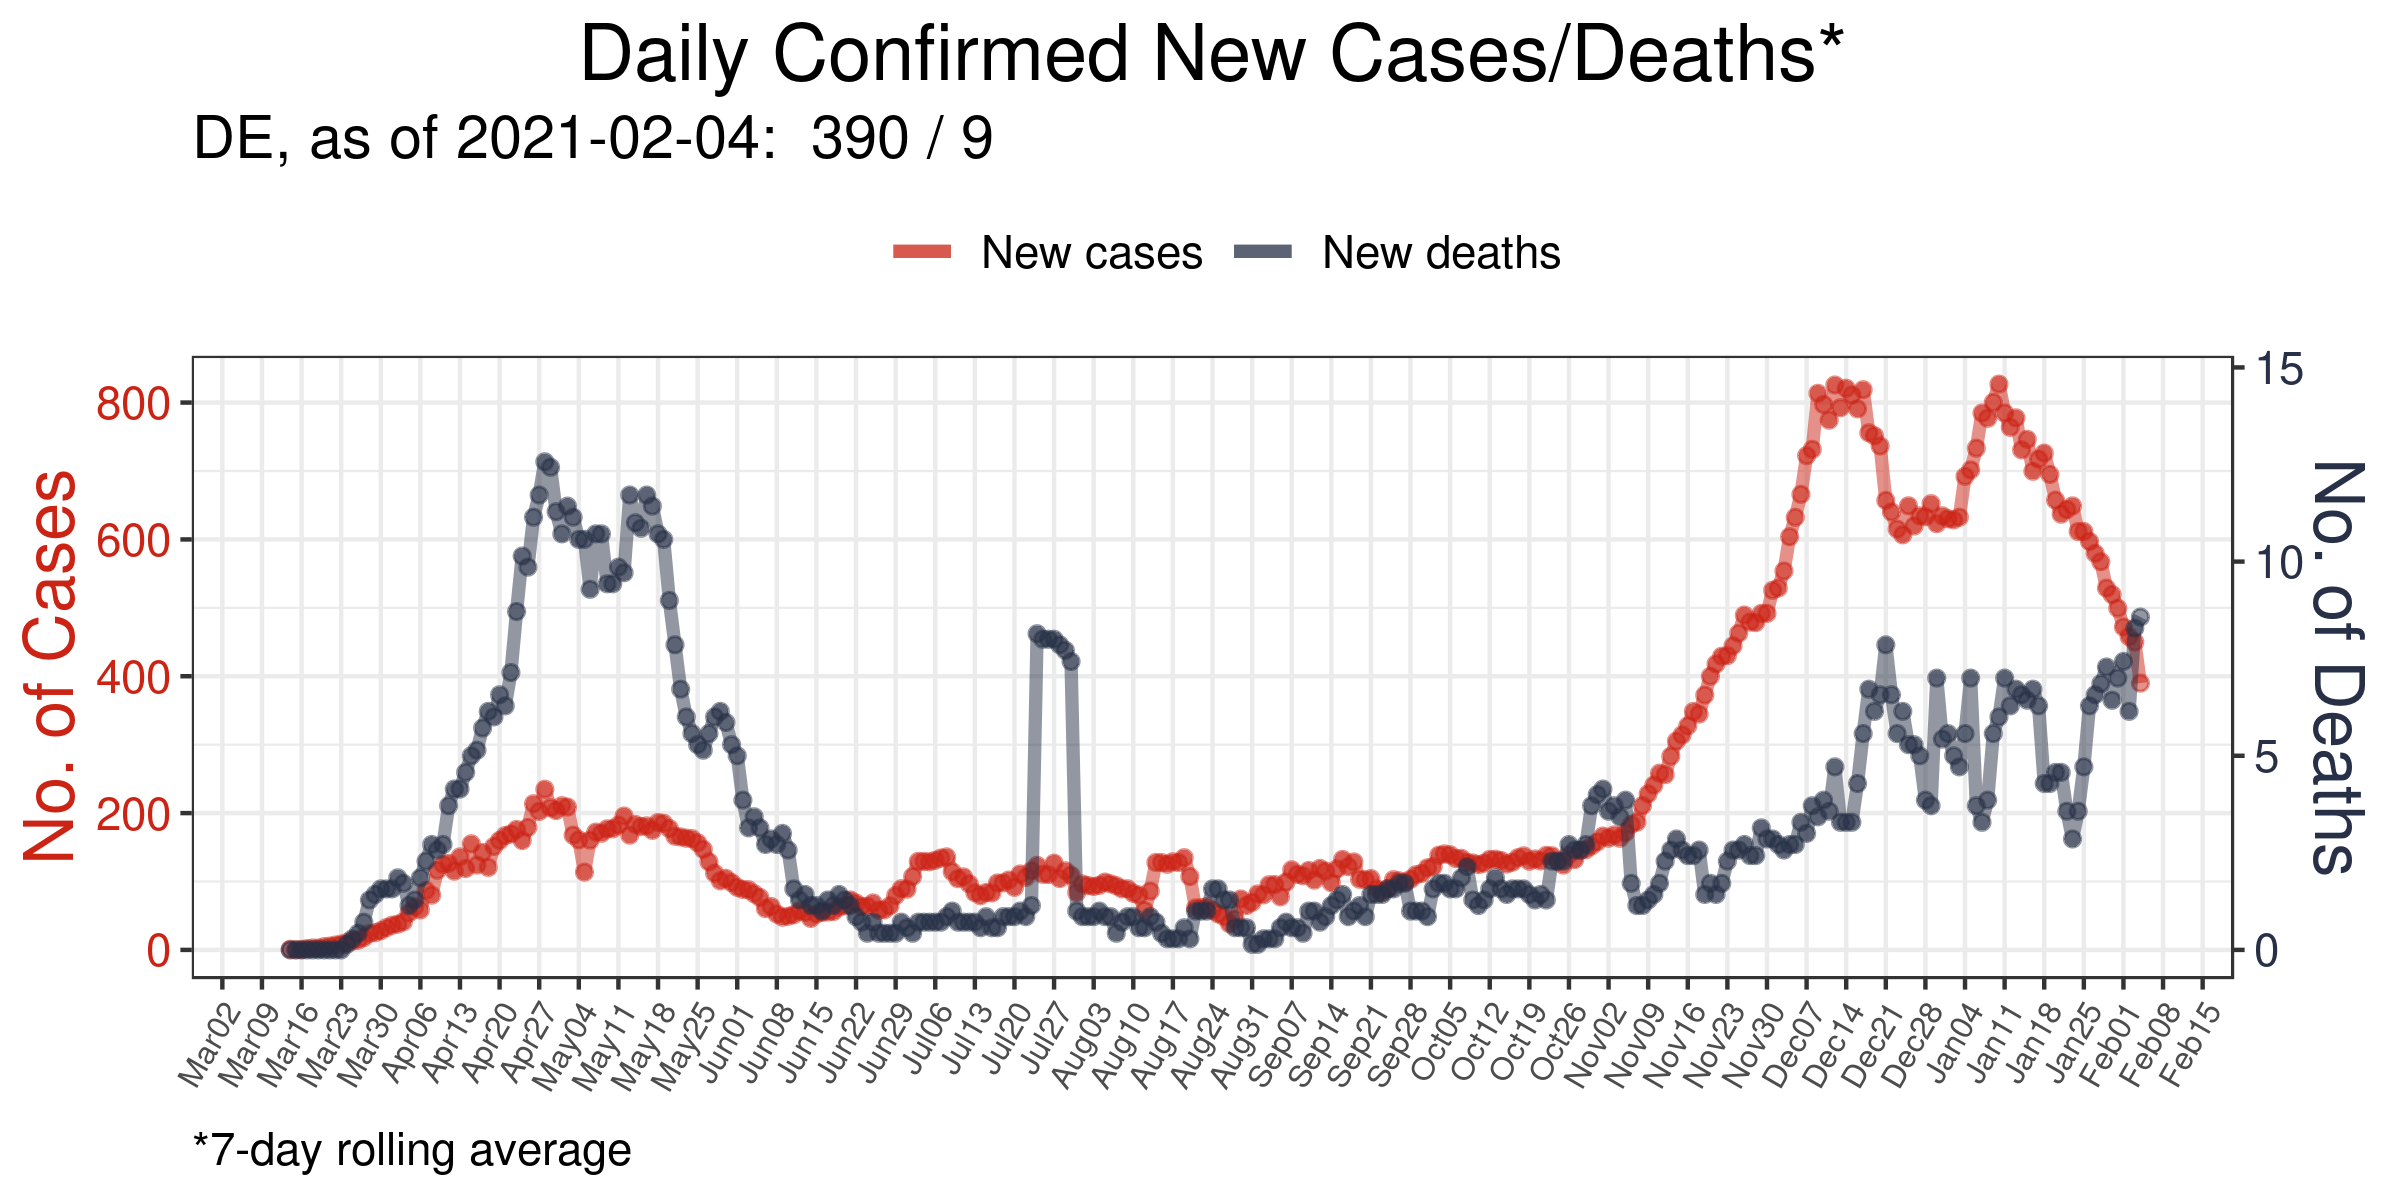 Daily Confirmed New Cases/Deaths*
DE, as of 2021-02-04:  390 / 9
New cases
New deaths
No. of Cases
800
600
400
200
0
No. of Deaths
15
10
5
0
Mar02
Mar09
Mar16
Mar23
Mar30
Apr06
Apr13
Apr20
Apr27
May04
May11
May18
May25
Jun01
Jun08
Jun15
Jun22
Jun29
Jul06
Jul13
Jul20
Jul27
Aug03
Aug10
Aug17
Aug24
Aug31
Sep07
Sep14
Sep21
Sep28
Oct05
Oct12
Oct19
Oct26
Nov02
Nov09
Nov16
Nov23
Nov30
Dec07
Dec14
Dec21
Dec28
Jan04
Jan11
Jan18
Jan25
Feb01
Feb08
Feb15
*7-day rolling average